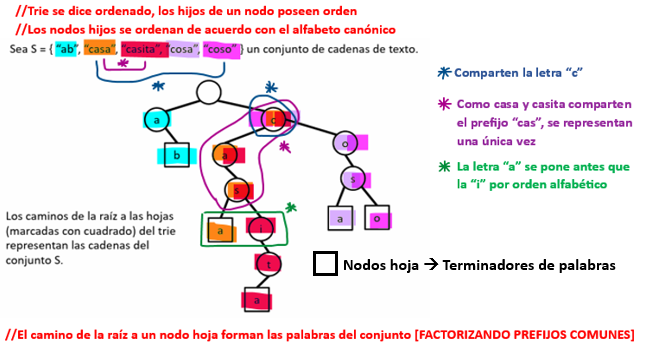 //Trie se dice ordenado, los hijos de un nodo poseen orden
//Los nodos hijos se ordenan de acuerdo con el alfabeto canónico
Sea S = { "ab", "casa", "casita", "cosa", "coso" } un conjunto de cadenas de texto.
* Comparten la letra "c"
* Como casa y casita comparten
el prefijo "cas", se representan
una única vez
* La letra "a" se pone antes que
la "i" por orden alfabético
a c
b a o
s s
a i a o
t
a
Los caminos de la raíz a las hojas
(marcadas con cuadrado) del trie
representan las cadenas del
conjunto S.
Nodos hoja → Terminadores de palabras
//El camino de la raíz a un nodo hoja forman las palabras del conjunto [FACTORIZANDO PREFIJOS COMUNES]